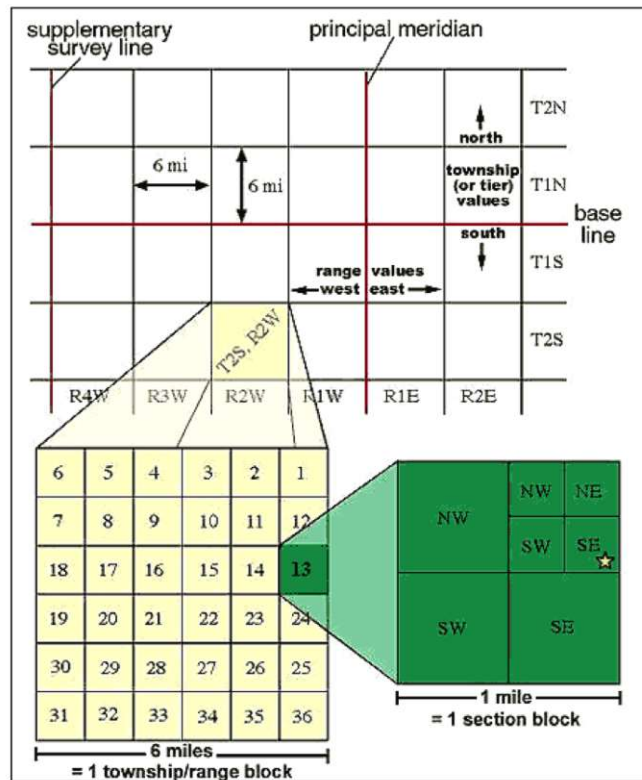 supplementary
survey line
principal meridian
T2N
north
6 mi
6 mi
township
(or tier)
values
T1N
base
line
south
range values
west east
T1S
T2S, R2W
T2S
R4W R3W R2W R1W R1E R2E
6 5 4 3 2 1
7 8 9 10 11 12
18 17 16 15 14 13
19 20 21 22 23 24
30 29 28 27 26 25
31 32 33 34 35 36
6 miles
= 1 township/range block
NW NW NE
SW SE
SW SE
1 mile
= 1 section block